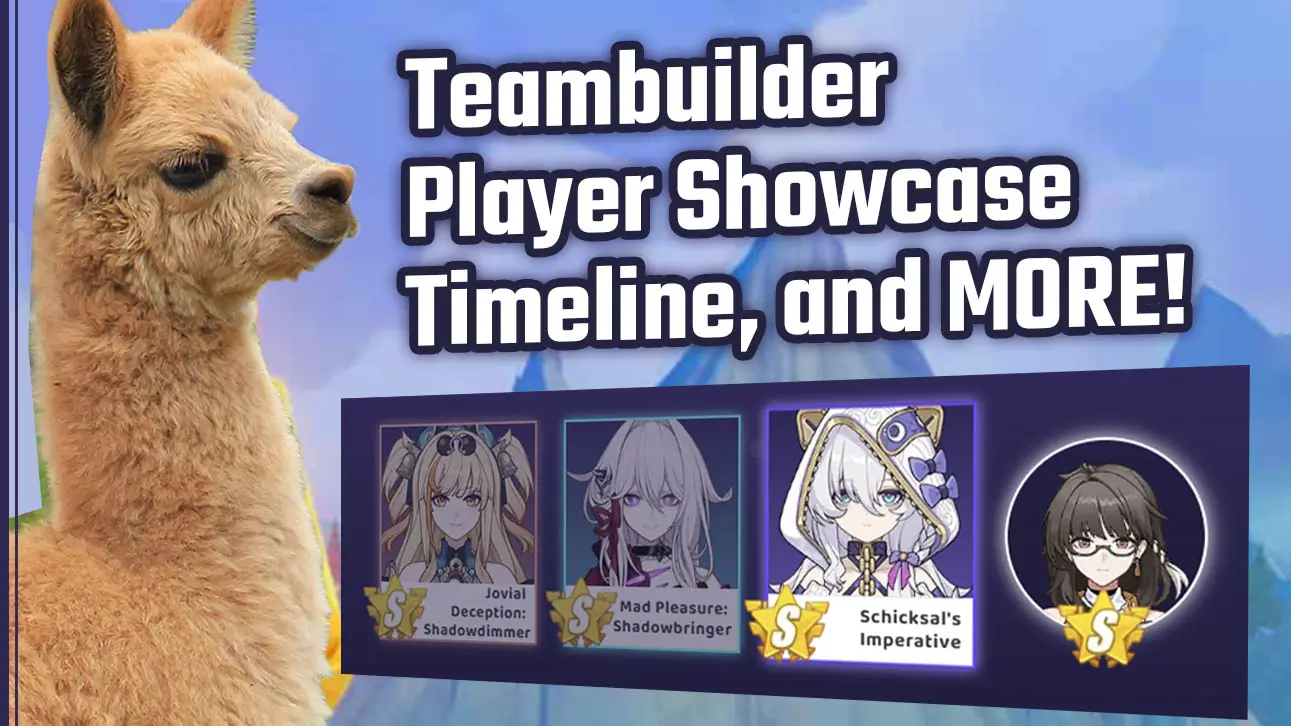 Teambuilder
Player Showcase
Timeline, and MORE!
Jovial
Deception:
Shadowdimmer
S
Mad Pleasure:
Shadowbringer
S
Schicksal's
Imperative
S
S